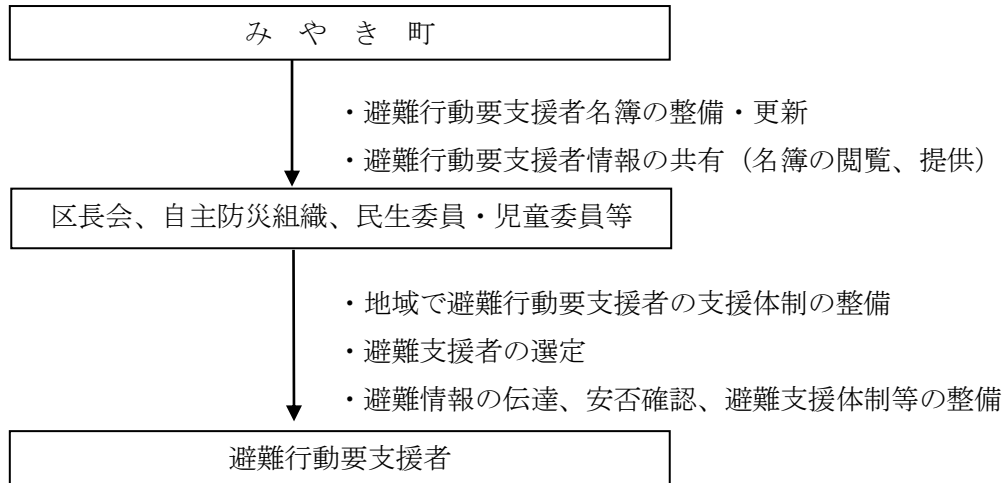 み や き 町
・避難行動要支援者名簿の整備・更新
・避難行動要支援者情報の共有（名簿の閲覧、提供）
区長会、自主防災組織、民生委員・児童委員等
・地域で避難行動要支援者の支援体制の整備
・避難支援者の選定
・避難情報の伝達、安否確認、避難支援体制等の整備
避難行動要支援者